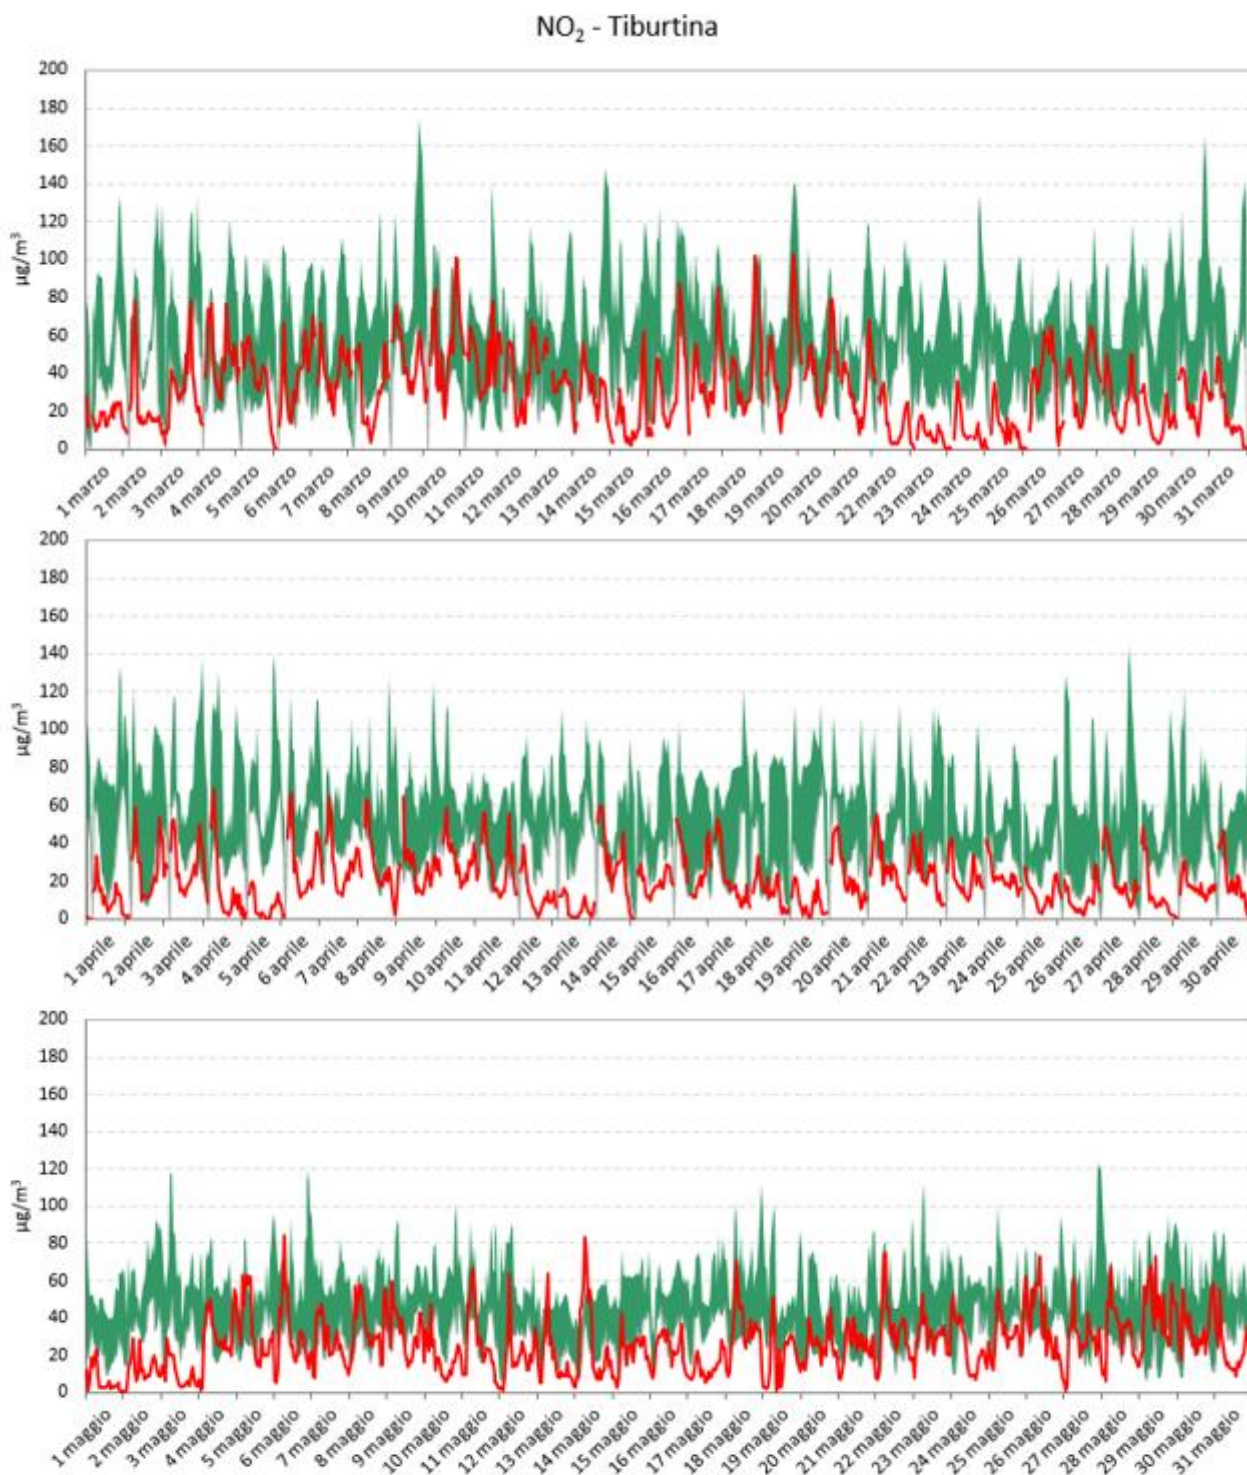 NO₂ - Tiburtina
200
180
160
140
120
100
80
60
40
20
0
µg/m³
1 marzo
2 marzo
3 marzo
4 marzo
5 marzo
6 marzo
7 marzo
8 marzo
9 marzo
10 marzo
11 marzo
12 marzo
13 marzo
14 marzo
15 marzo
16 marzo
17 marzo
18 marzo
19 marzo
20 marzo
21 marzo
22 marzo
23 marzo
24 marzo
25 marzo
26 marzo
27 marzo
28 marzo
29 marzo
30 marzo
31 marzo
200
180
160
140
120
100
80
60
40
20
0
µg/m³
1 aprile
2 aprile
3 aprile
4 aprile
5 aprile
6 aprile
7 aprile
8 aprile
9 aprile
10 aprile
11 aprile
12 aprile
13 aprile
14 aprile
15 aprile
16 aprile
17 aprile
18 aprile
19 aprile
20 aprile
21 aprile
22 aprile
23 aprile
24 aprile
25 aprile
26 aprile
27 aprile
28 aprile
29 aprile
30 aprile
200
180
160
140
120
100
80
60
40
20
0
µg/m³
1 maggio
2 maggio
3 maggio
4 maggio
5 maggio
6 maggio
7 maggio
8 maggio
9 maggio
10 maggio
11 maggio
12 maggio
13 maggio
14 maggio
15 maggio
16 maggio
17 maggio
18 maggio
19 maggio
20 maggio
21 maggio
22 maggio
23 maggio
24 maggio
25 maggio
26 maggio
27 maggio
28 maggio
29 maggio
30 maggio
31 maggio